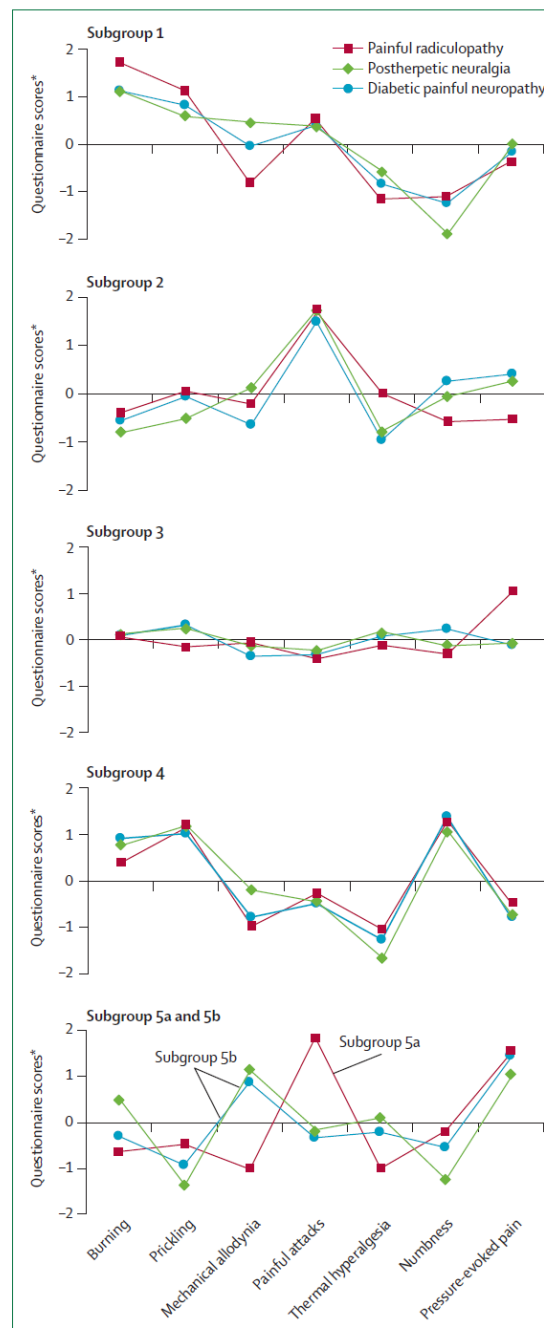 Subgroup 1
Painful radiculopathy
Postherpetic neuralgia
Diabetic painful neuropathy
Questionnaire scores*
2
1
0
−1
−2
Subgroup 2
Questionnaire scores*
2
1
0
−1
−2
Subgroup 3
Questionnaire scores*
2
1
0
−1
−2
Subgroup 4
Questionnaire scores*
2
1
0
−1
−2
Subgroup 5a and 5b
Questionnaire scores*
2
1
0
−1
−2
Subgroup 5b
Subgroup 5a
Burning
Prickling
Mechanical allodynia
Painful attacks
Thermal hyperalgesia
Numbness
Pressure-evoked pain